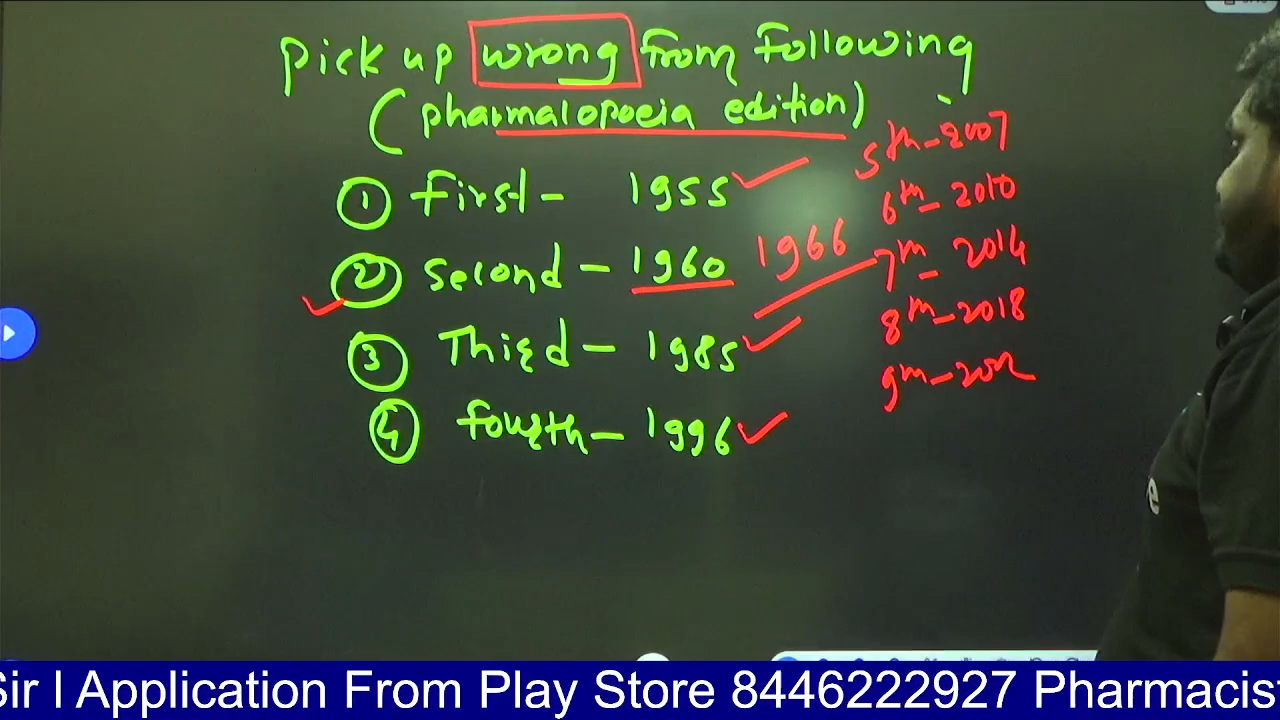 Pick up wrong from following
(pharmalopoeia edition)
5th-2007
① First - 1955
6th - 2010
② Second - 1960 1966
7th - 2014
8th-2018
③ Third - 1985
9th-2022
④ fourth - 1996
Sir I Application From Play Store 8446222927 Pharmacist